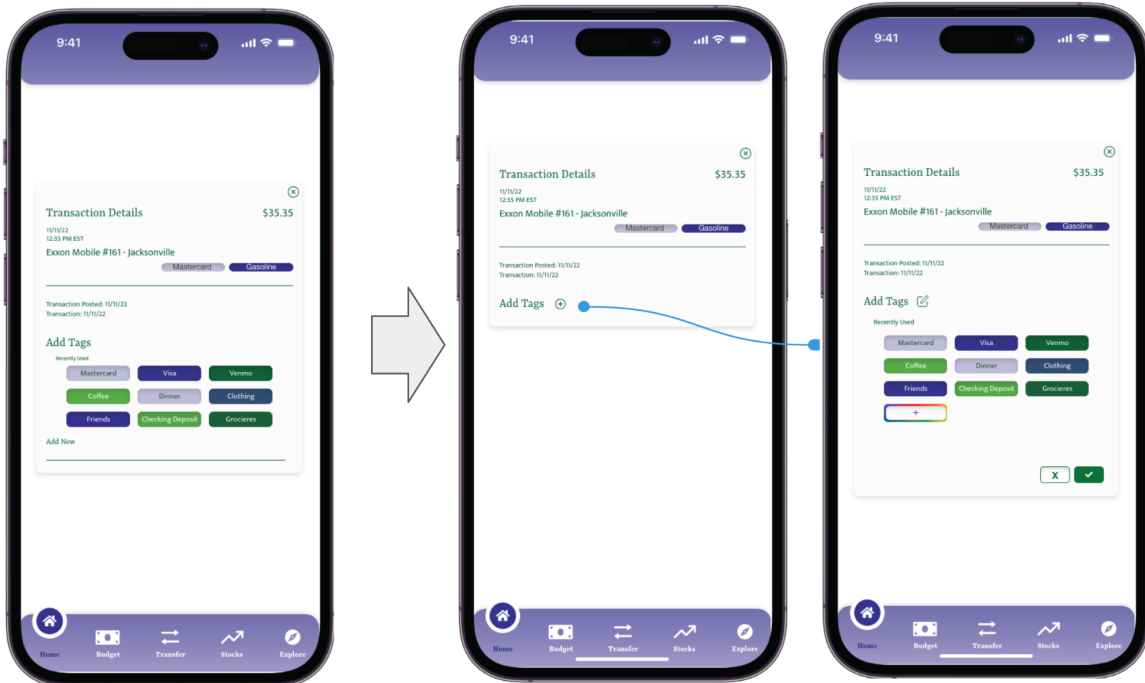 9:41
Transaction Details
$35.35
11/11/22
12:35 PM EST
Exxon Mobile #161 - Jacksonville
Mastercard
Gasoline
Transaction Posted: 11/11/22
Transaction: 11/11/22
Add Tags
Recently Used
Mastercard
Visa
Venmo
Coffee
Dinner
Clothing
Friends
Checking Deposit
Grocieres
Add New
Home
Budget
Transfer
Stocks
Explore
9:41
Transaction Details
$35.35
11/11/22
12:35 PM EST
Exxon Mobile #161 - Jacksonville
Mastercard
Gasoline
Transaction Posted: 11/11/22
Transaction: 11/11/22
Add Tags
Home
Budget
Transfer
Stocks
Explore
9:41
Transaction Details
$35.35
11/11/22
12:35 PM EST
Exxon Mobile #161 - Jacksonville
Mastercard
Gasoline
Transaction Posted: 11/11/22
Transaction: 11/11/22
Add Tags
Recently Used
Mastercard
Visa
Venmo
Coffee
Dinner
Clothing
Friends
Checking Deposit
Grocieres
+
X
Home
Budget
Transfer
Stocks
Explore